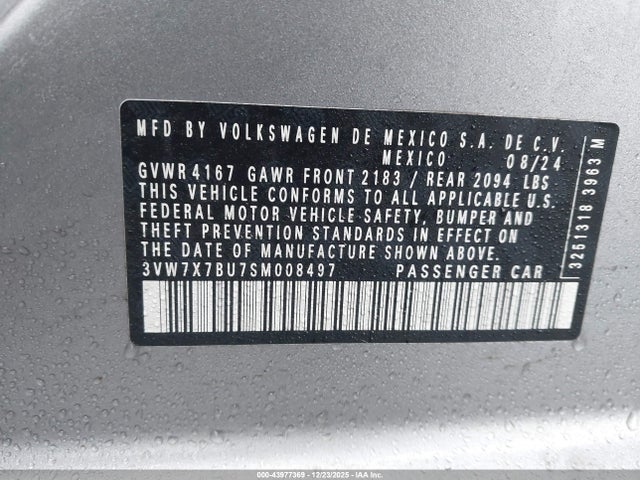 MFD BY VOLKSWAGEN DE MEXICO S.A. DE C.V.
MEXICO 08/24
GVWR 4167 GAWR FRONT 2183 / REAR 2094 LBS
THIS VEHICLE CONFORMS TO ALL APPLICABLE U.S.
FEDERAL MOTOR VEHICLE SAFETY, BUMPER AND
THEFT PREVENTION STANDARDS IN EFFECT ON
THE DATE OF MANUFACTURE SHOWN ABOVE.
3VW7X7BU7SM008497 PASSENGER CAR
3261318 3963 M
000-43977369 - 12/23/2025 - IAA Inc.